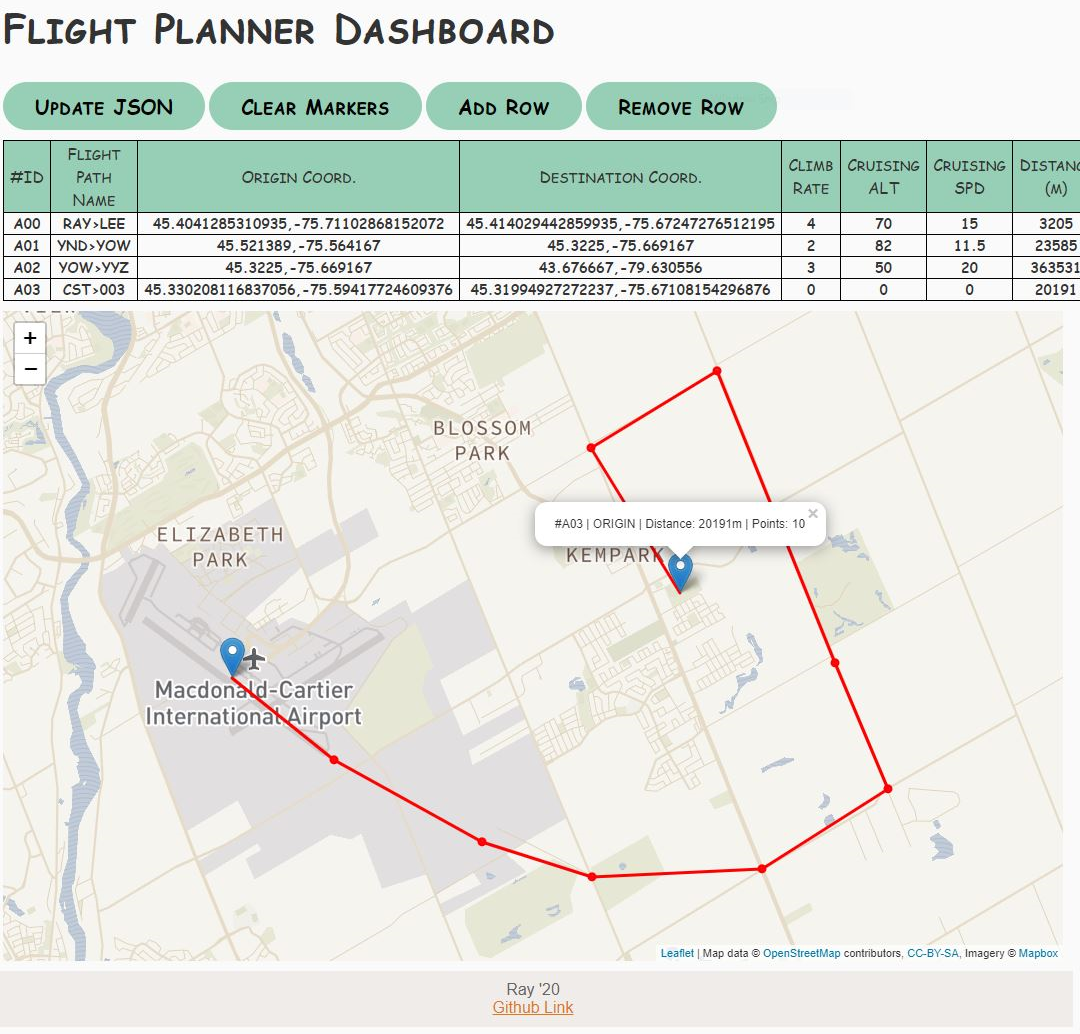 Flight Planner Dashboard
Update JSON Clear Markers Add Row Remove Row
#ID Flight Path Name Origin Coord. Destination Coord. Climb Rate Cruising ALT Cruising SPD Distanc (m)
A00 RAY>LEE 45.4041285310935,-75.71102868152072 45.414029442859935,-75.67247276512195 4 70 15 3205
A01 YND>YOW 45.521389,-75.564167 45.3225,-75.669167 2 82 11.5 23585
A02 YOW>YYZ 45.3225,-75.669167 43.676667,-79.630556 3 50 20 363531
A03 CST>003 45.330208116837056,-75.59417724609376 45.31994927272237,-75.67108154296876 0 0 0 20191
+
−
BLOSSOM
PARK
#A03 | ORIGIN | Distance: 20191m | Points: 10 ×
ELIZABETH
PARK
KEMPARK
Macdonald-Cartier
International Airport
Leaflet | Map data © OpenStreetMap contributors, CC-BY-SA, Imagery © Mapbox
Ray '20
Github Link